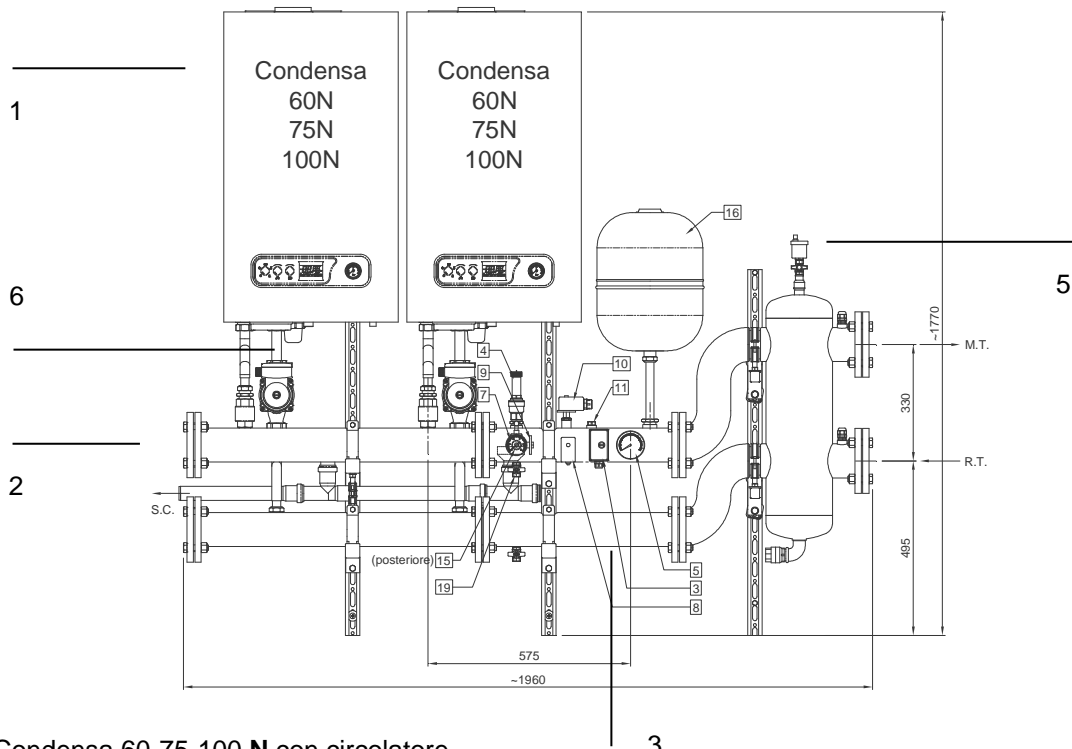 Condensa
60N
75N
100N
Condensa
60N
75N
100N
1
16
5
6
~1770
4
10
M.T.
9
11
7
330
R.T.
2
S.C.
(posteriore) 15
5
495
19
3
8
575
~1960
3
Condensa 60-75-100 N con circolatore